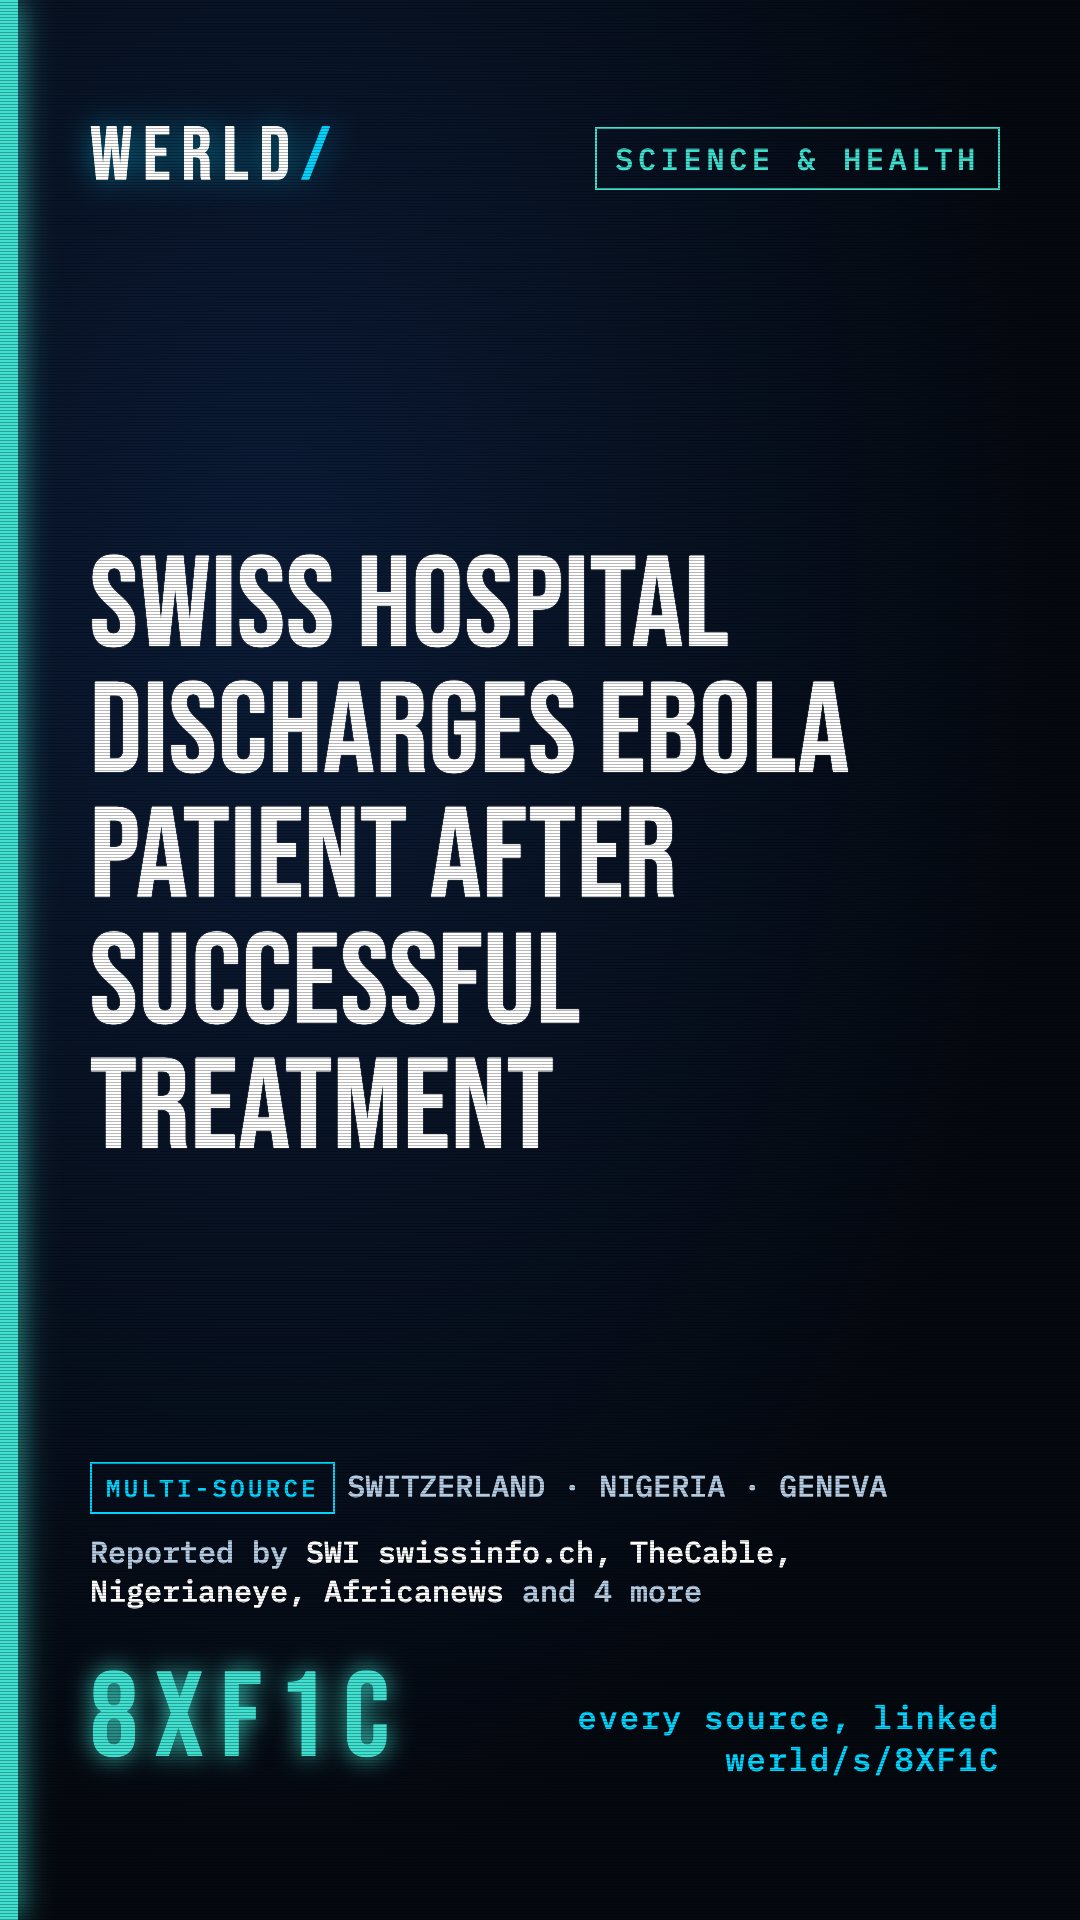 WERLD/
SCIENCE & HEALTH
SWISS HOSPITAL
DISCHARGES EBOLA
PATIENT AFTER
SUCCESSFUL
TREATMENT
MULTI-SOURCE SWITZERLAND · NIGERIA · GENEVA
Reported by SWI swissinfo.ch, TheCable,
Nigerianeye, Africanews and 4 more
8XF1C
every source, linked
werld/s/8XF1C